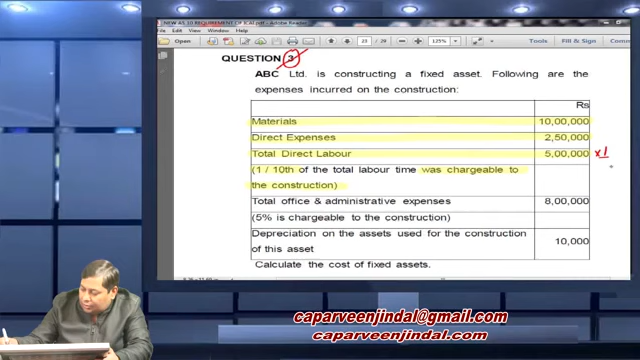 NEW AS 10 REQUIREMENT OF ICAI.pdf - Adobe Reader
File Edit View Window Help
Open
23 / 29
125%
Tools
Fill & Sign
QUESTION 3
ABC Ltd. is constructing a fixed asset. Following are the
expenses incurred on the construction:
Rs
Materials 10,00,000
Direct Expenses 2,50,000
Total Direct Labour 5,00,000 x 1
(1 / 10th of the total labour time was chargeable to
the construction)
Total office & administrative expenses 8,00,000
(5% is chargeable to the construction)
Depreciation on the assets used for the construction
of this asset 10,000
Calculate the cost of fixed assets.
caparveenjindal@gmail.com
caparveenjindal.com